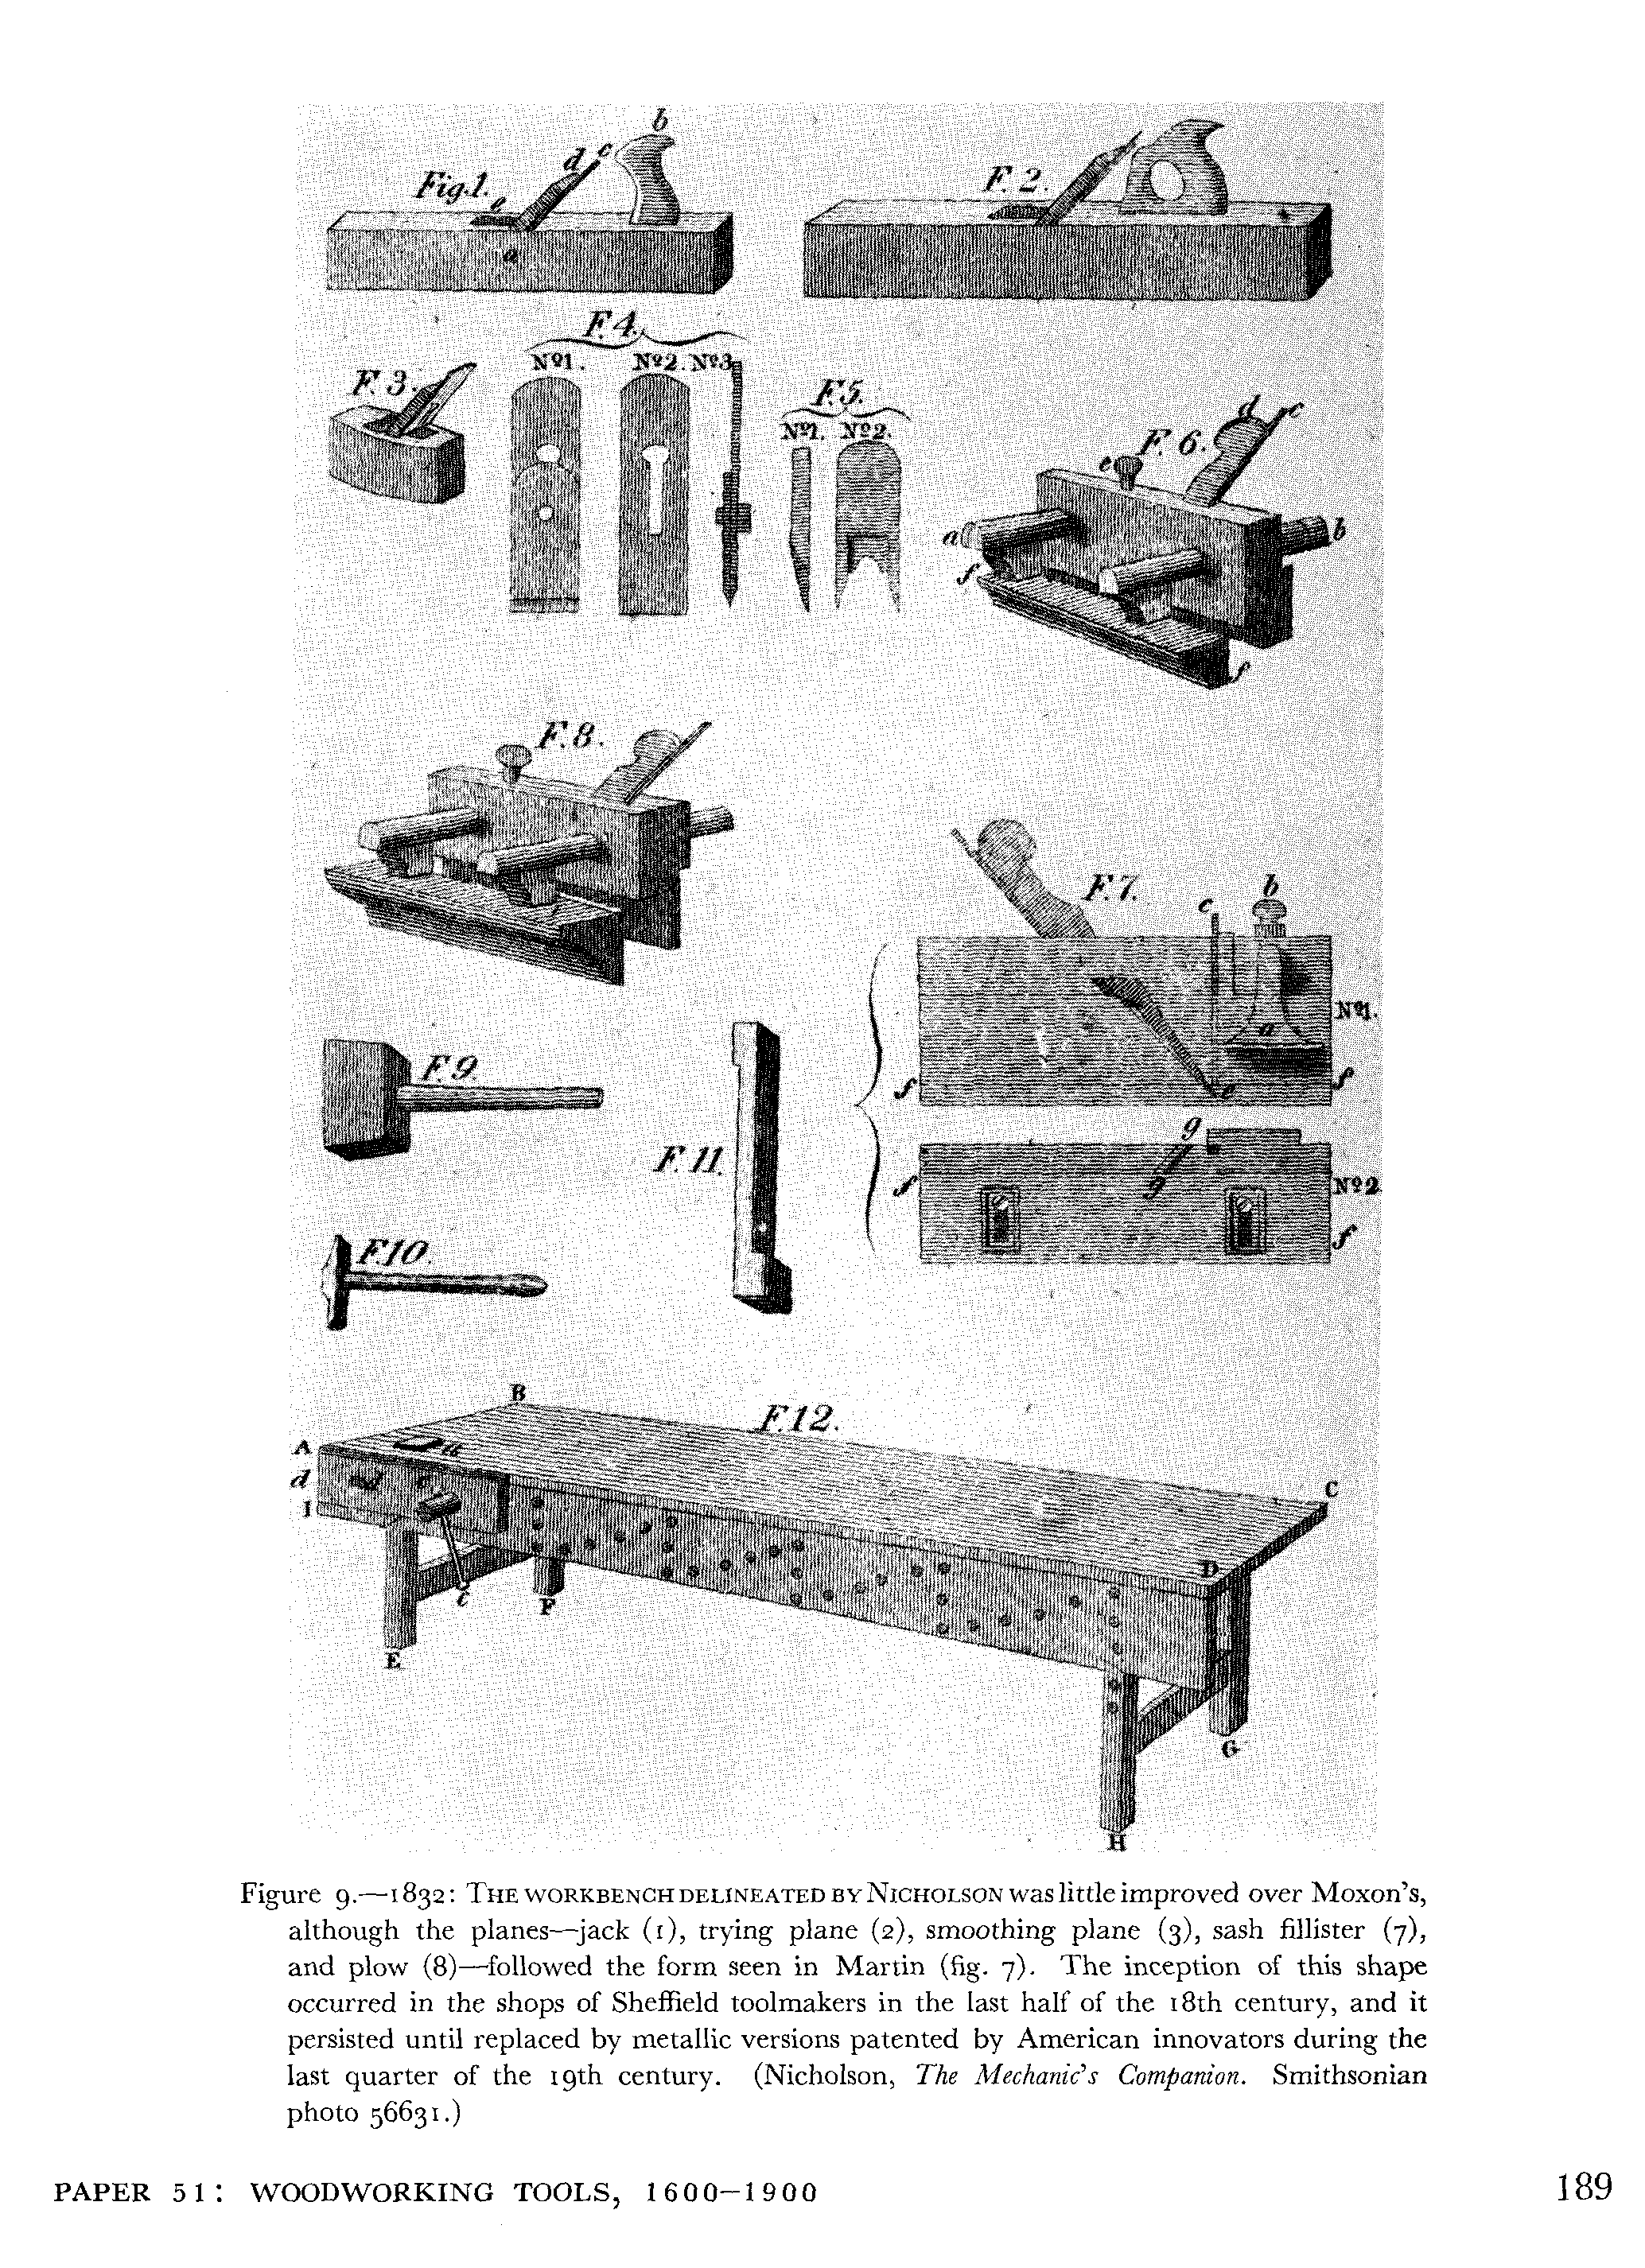 b
d c
Fig.1.
e
a
F. 2.
F. 3.
F.4.
Nº1. Nº2. Nº3
F.5.
Nº1. Nº2.
d c
F. 6.
e
a
b
f
f
F. 8.
F. 7.
c
b
Nº1.
a
f
e
f
g
g
f
Nº2
f
F. 9.
F. 11.
F.10.
F.12.
B
A
a
d
C
I
D
c
F
E
G
H
Figure 9.—1832: The workbench delineated by Nicholson was little improved over Moxon's,
although the planes—jack (1), trying plane (2), smoothing plane (3), sash fillister (7),
and plow (8)—followed the form seen in Martin (fig. 7). The inception of this shape
occurred in the shops of Sheffield toolmakers in the last half of the 18th century, and it
persisted until replaced by metallic versions patented by American innovators during the
last quarter of the 19th century. (Nicholson, The Mechanic's Companion. Smithsonian
photo 56631.)
PAPER 51: WOODWORKING TOOLS, 1600–1900
189